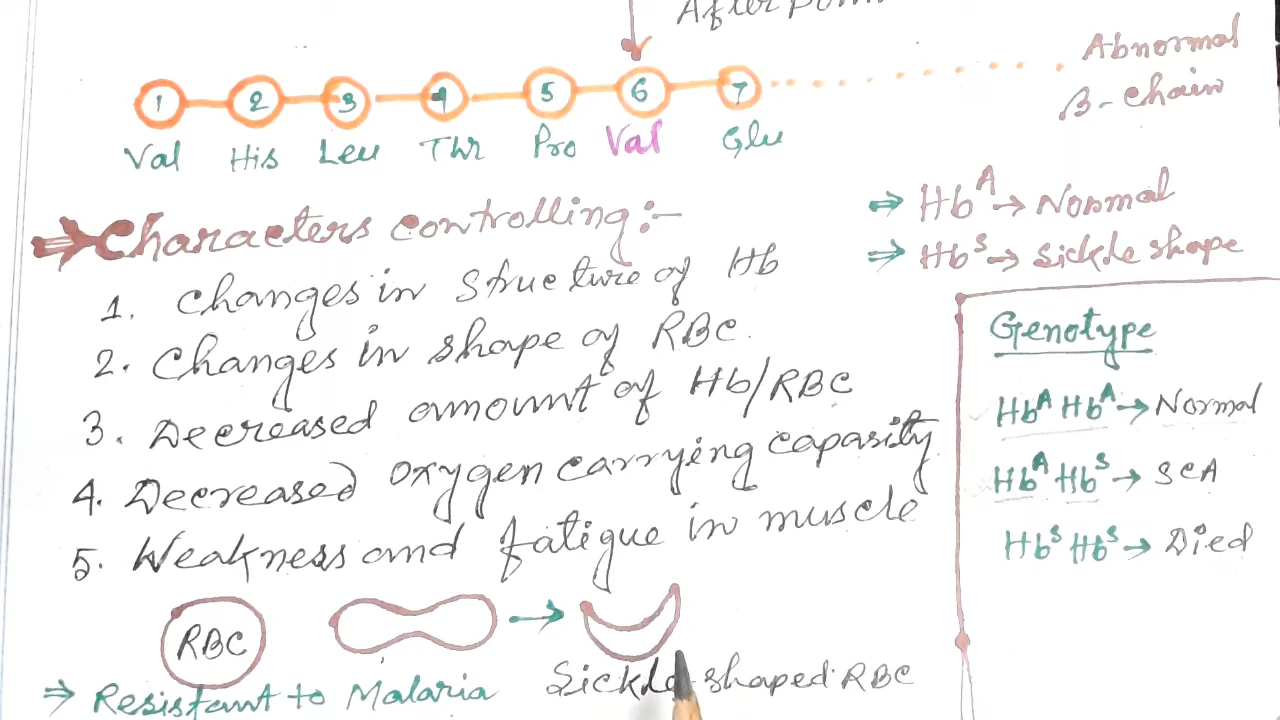 After
Abnormal
β-chain
1 2 3 4 5 6 7
Val His Leu Thr Pro Val Glu
⇒ Characters controlling:-
1. Changes in structure of Hb
2. Changes in shape of RBC.
3. Decreased amount of Hb/RBC
4. Decreased oxygen carrying capasity
5. Weakness and fatigue in muscle
RBC
Sickle shaped RBC
⇒ Resistant to Malaria
⇒ Hb^A → Normal
⇒ Hb^S → Sickle shape
Genotype
Hb^A Hb^A → Normal
Hb^A Hb^S → SCA
Hb^S Hb^S → Died